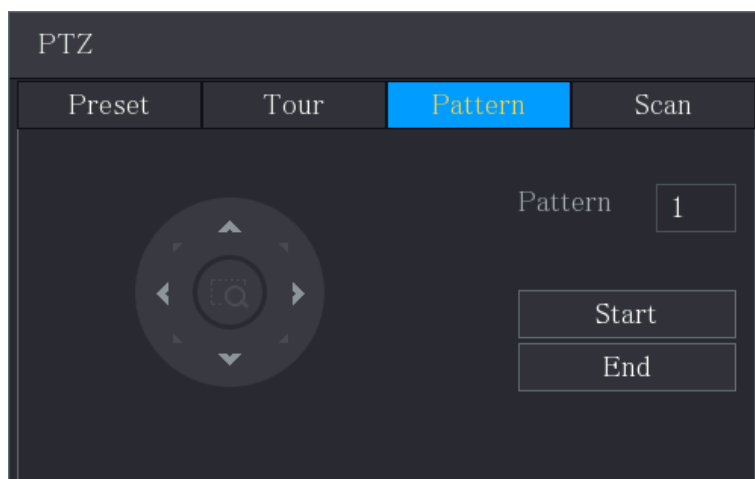 PTZ
Preset Tour Pattern Scan
Pattern 1
Start
End